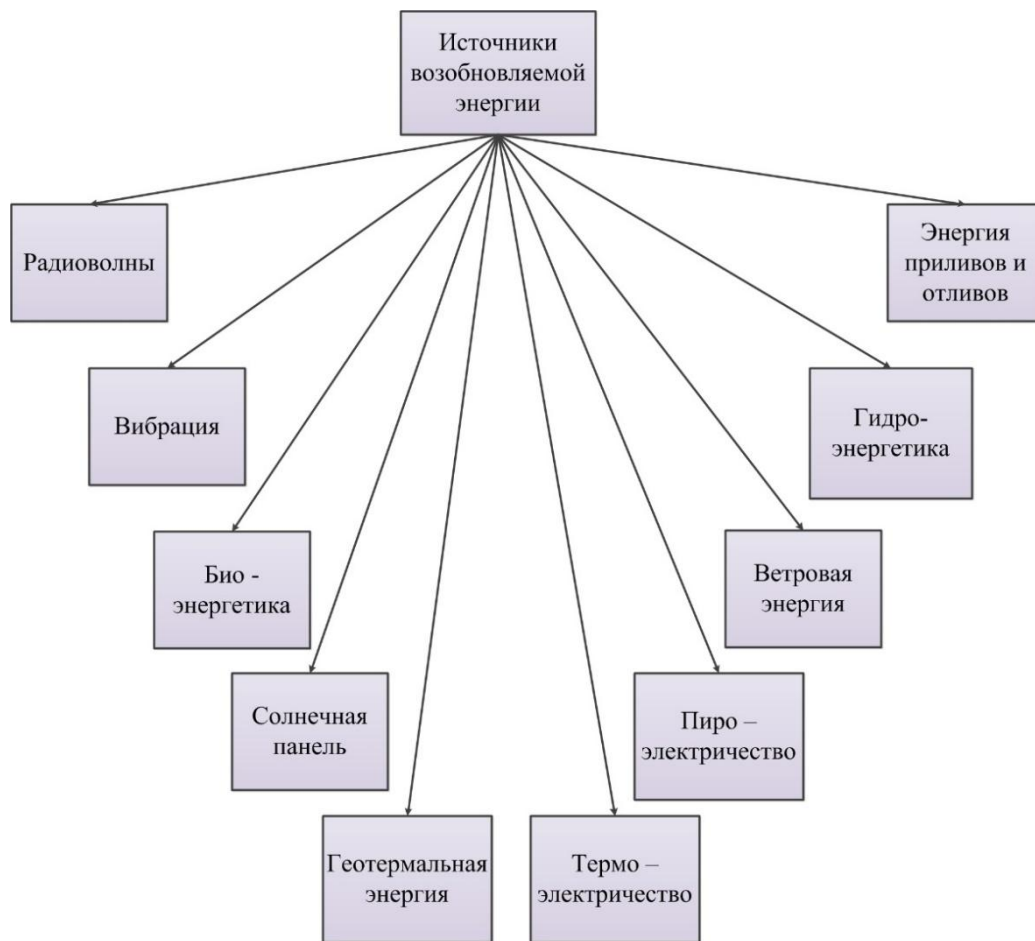 Источники
возобновляемой
энергии
Радиоволны
Энергия
приливов и
отливов
Вибрация
Гидро-
энергетика
Био -
энергетика
Ветровая
энергия
Солнечная
панель
Пиро –
электричество
Геотермальная
энергия
Термо –
электричество